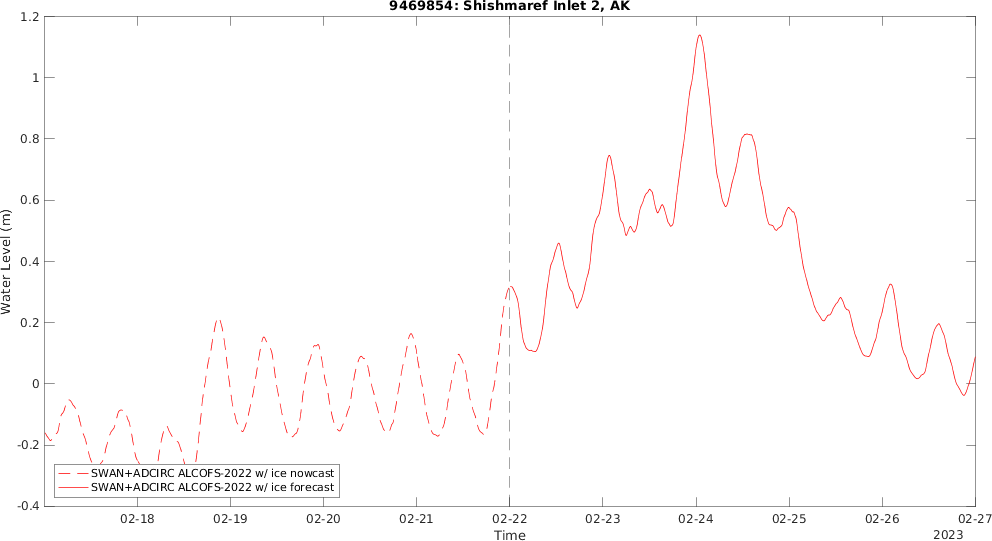 9469854: Shishmaref Inlet 2, AK
1.2
1
0.8
0.6
0.4
0.2
0
-0.2
-0.4
Water Level (m)
SWAN+ADCIRC ALCOFS-2022 w/ ice nowcast
SWAN+ADCIRC ALCOFS-2022 w/ ice forecast
02-18 02-19 02-20 02-21 02-22 02-23 02-24 02-25 02-26 02-27
Time
2023